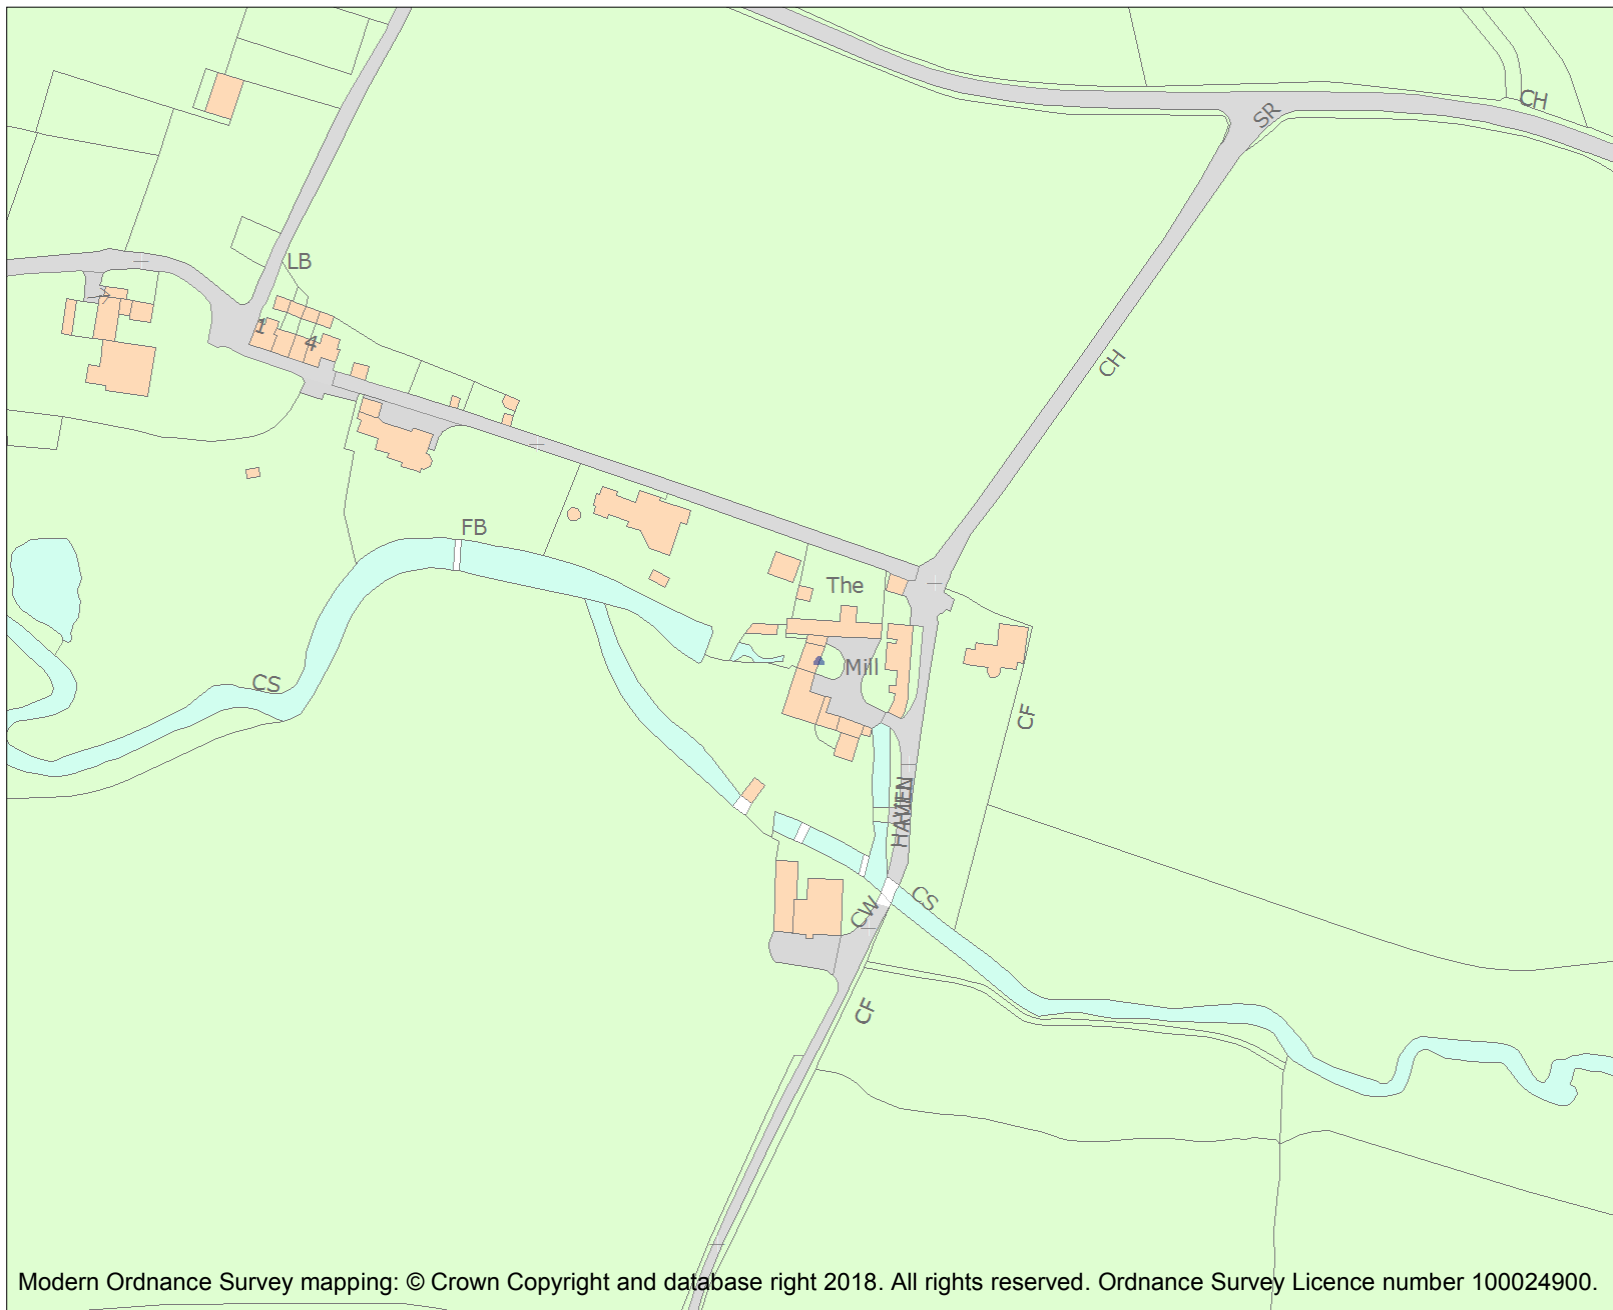 CH
SR
LB
1
4
CH
FB
The
Mill
CS
CF
HAVEN
CS
CW
CF
Modern Ordnance Survey mapping: © Crown Copyright and database right 2018. All rights reserved. Ordnance Survey Licence number 100024900.